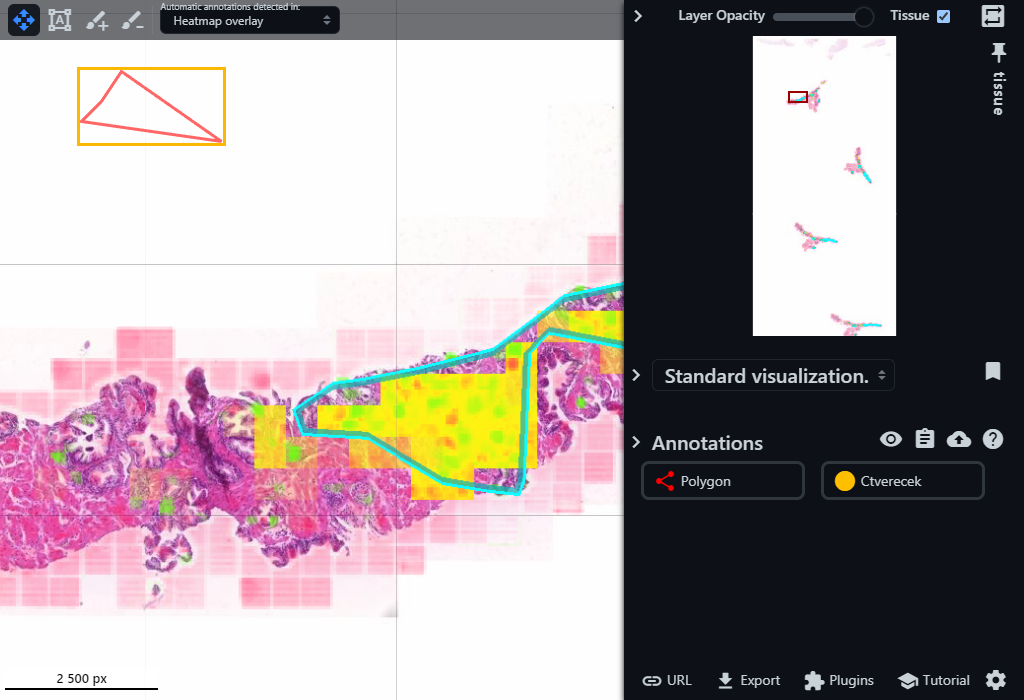 Automatic annotations detected in:
Heatmap overlay
A
2 500 px
Layer Opacity
Tissue
tissue
Standard visualization.
Annotations
?
Polygon
Ctverecek
URL
Export
Plugins
Tutorial